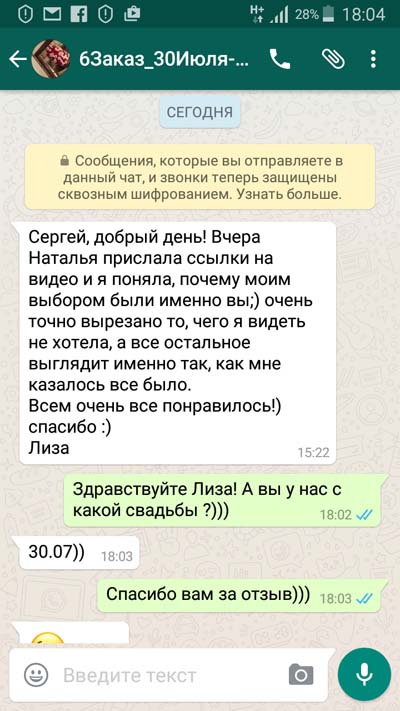 H+ 28% 18:04
6Заказ_30Июля-...
СЕГОДНЯ
Сообщения, которые вы отправляете в
данный чат, и звонки теперь защищены
сквозным шифрованием. Узнать больше.
Сергей, добрый день! Вчера
Наталья прислала ссылки на
видео и я поняла, почему моим
выбором были именно вы;) очень
точно вырезано то, чего я видеть
не хотела, а все остальное
выглядит именно так, как мне
казалось все было.
Всем очень все понравилось!)
спасибо :)
Лиза
15:22
Здравствуйте Лиза! А вы у нас с
какой свадьбы ?)))
18:02
30.07)) 18:03
Спасибо вам за отзыв))) 18:03
Введите текст